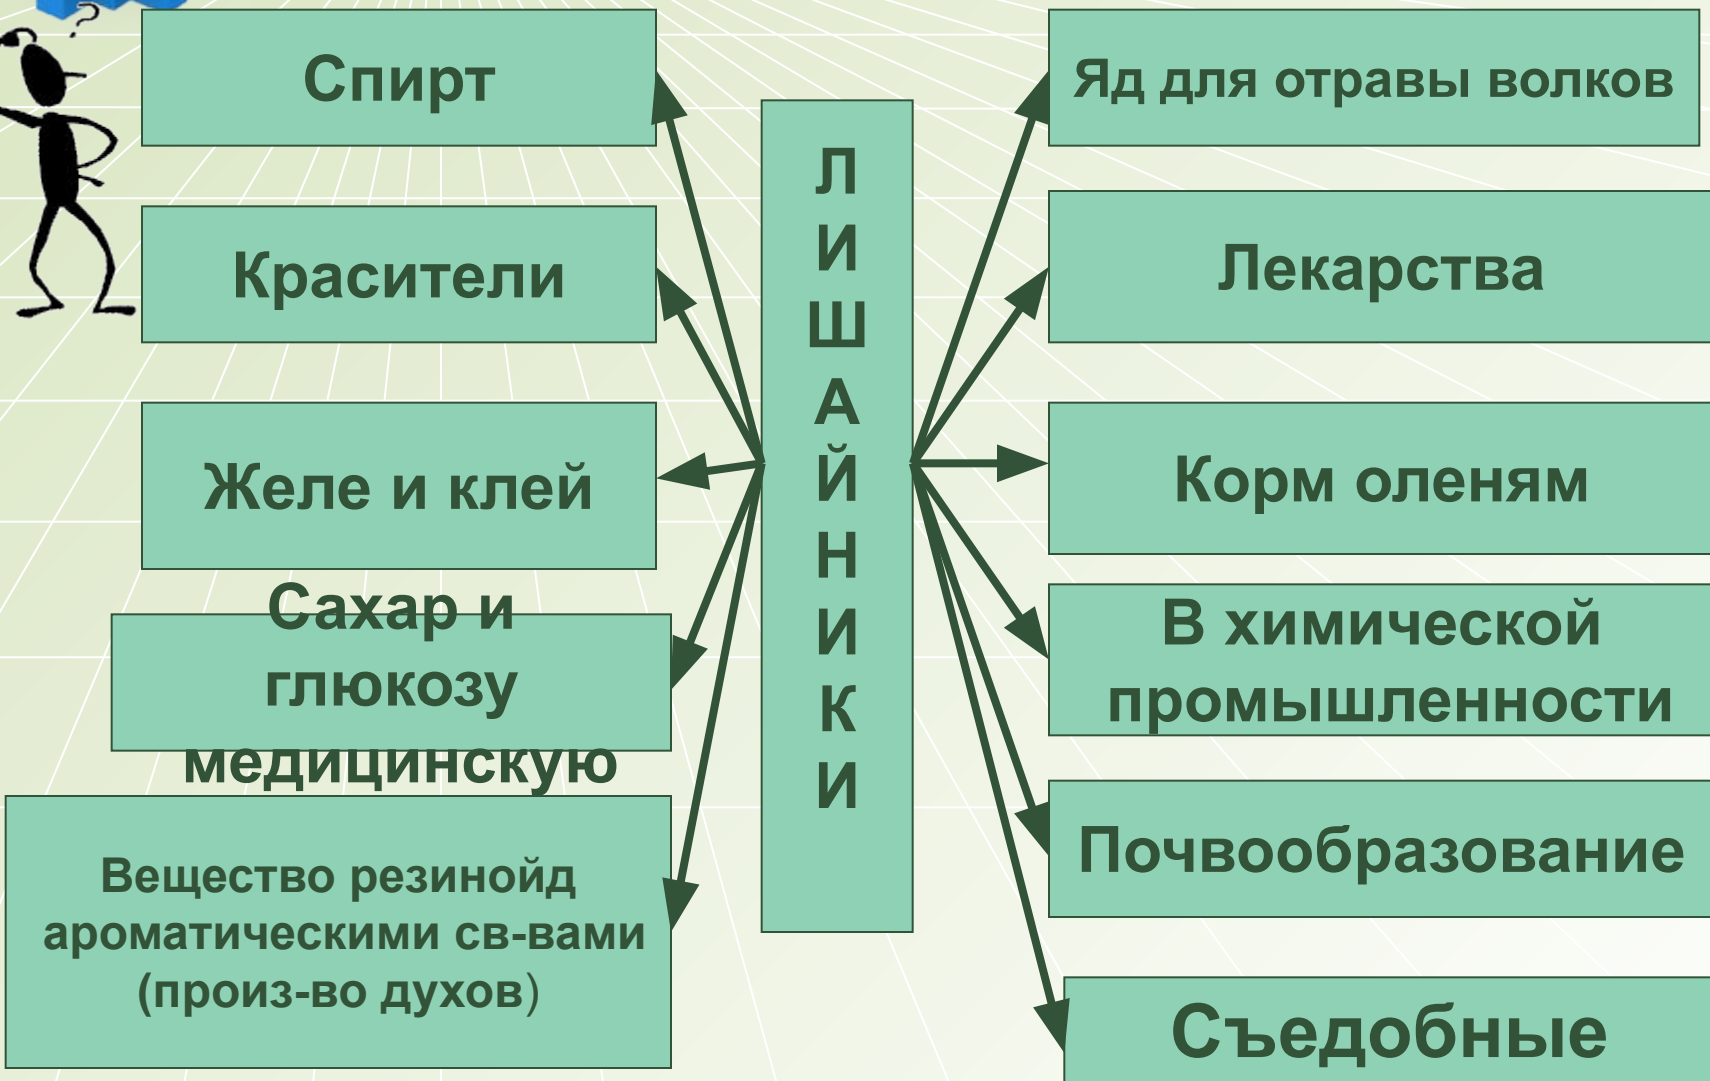 ?
Спирт
Красители
Желе и клей
Сахар и
глюкозу
медицинскую
Вещество резинойд
ароматическими св-вами
(произ-во духов)
Л
И
Ш
А
Й
Н
И
К
И
Яд для отравы волков
Лекарства
Корм оленям
В химической
промышленности
Почвообразование
Съедобные